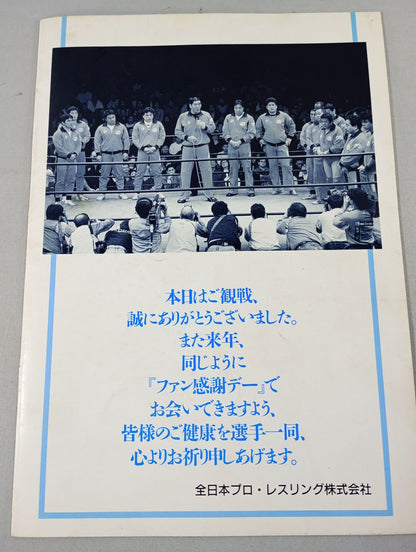 本日はご観戦、
誠にありがとうございました。
また来年、
同じように
『ファン感謝デー』で
お会いできますよう、
皆様のご健康を選手一同、
心よりお祈り申しあげます。
全日本プロ・レスリング株式会社